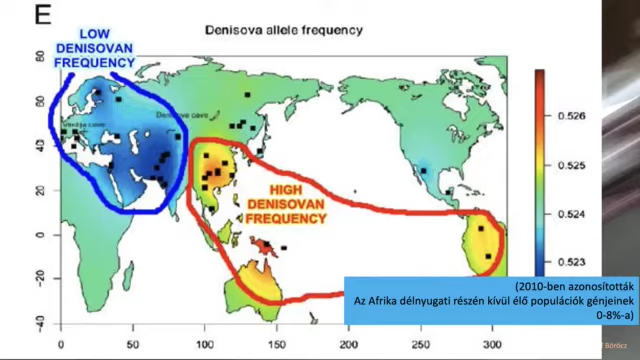 E
Denisova allele frequency
LOW
DENISOVAN
FREQUENCY
Denisova cave
HIGH
DENISOVAN
FREQUENCY
80
60
40
20
0
−20
−40
0
50
100
150
200
250
300
0.526
0.525
0.524
0.523
(2010-ben azonosították
Az Afrika délnyugati részén kívül élő populációk génjeinek
0-8%-a)
Böröcz